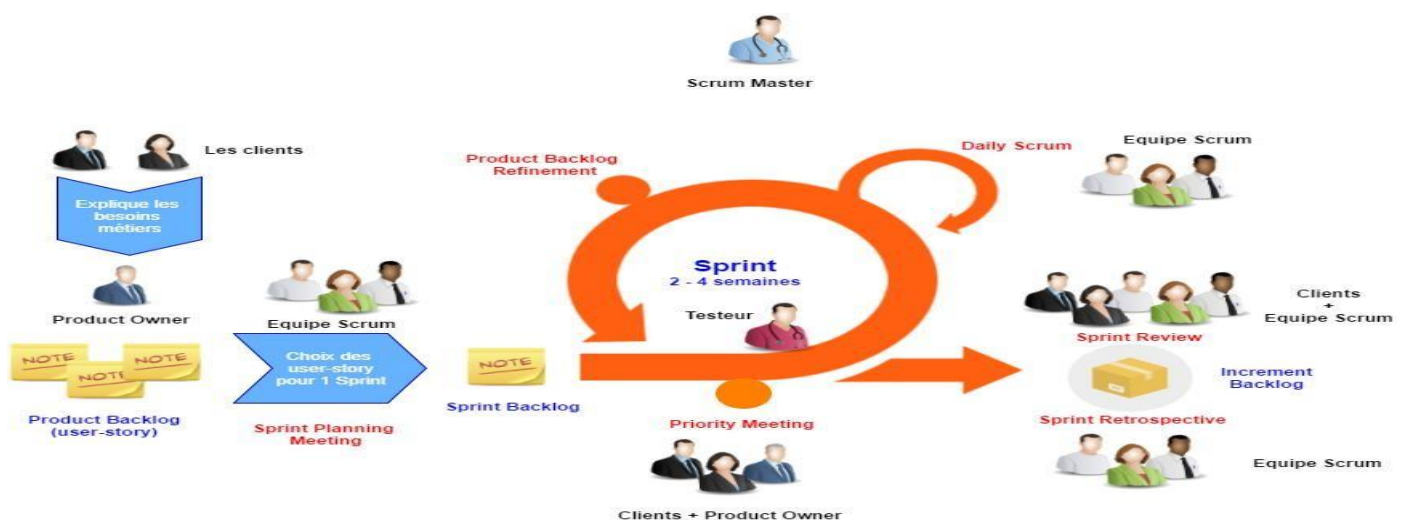 Scrum Master
Les clients
Explique les
besoins
métiers
Product Owner
NOTE
NOTE
NOTE
Product Backlog
(user-story)
Equipe Scrum
Choix des
user-story
pour 1 Sprint
Sprint Planning
Meeting
NOTE
Sprint Backlog
Product Backlog
Refinement
Daily Scrum
Equipe Scrum
Sprint
2 - 4 semaines
Testeur
Priority Meeting
Clients + Product Owner
Clients
+
Equipe Scrum
Sprint Review
Increment
Backlog
Sprint Retrospective
Equipe Scrum